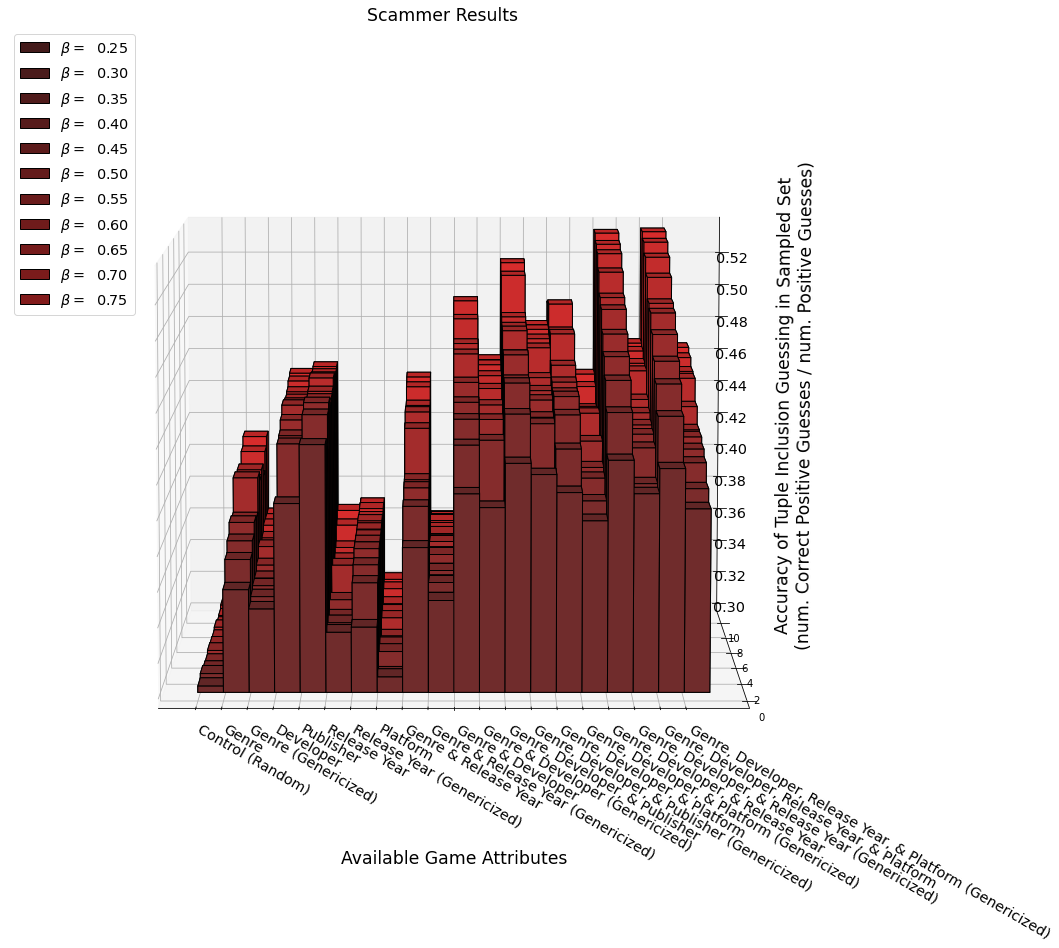 Scammer Results
β = 0.25
β = 0.30
β = 0.35
β = 0.40
β = 0.45
β = 0.50
β = 0.55
β = 0.60
β = 0.65
β = 0.70
β = 0.75
0.52
0.50
0.48
0.46
0.44
0.42
0.40
0.38
0.36
0.34
0.32
0.30
Accuracy of Tuple Inclusion Guessing in Sampled Set
(num. Correct Positive Guesses / num. Positive Guesses)
10
8
6
4
2
0
Control (Random)
Genre
Genre (Genericized)
Developer
Publisher
Release Year
Release Year (Genericized)
Platform
Genre & Release Year
Genre & Release Year (Genericized)
Genre & Developer
Genre & Developer (Genericized)
Genre, Developer, & Publisher
Genre, Developer, & Publisher (Genericized)
Genre, Developer, & Platform
Genre, Developer, & Platform (Genericized)
Genre, Developer, & Release Year
Genre, Developer, & Release Year (Genericized)
Genre, Developer, Release Year, & Platform
Genre, Developer, Release Year, & Platform (Genericized)
Available Game Attributes